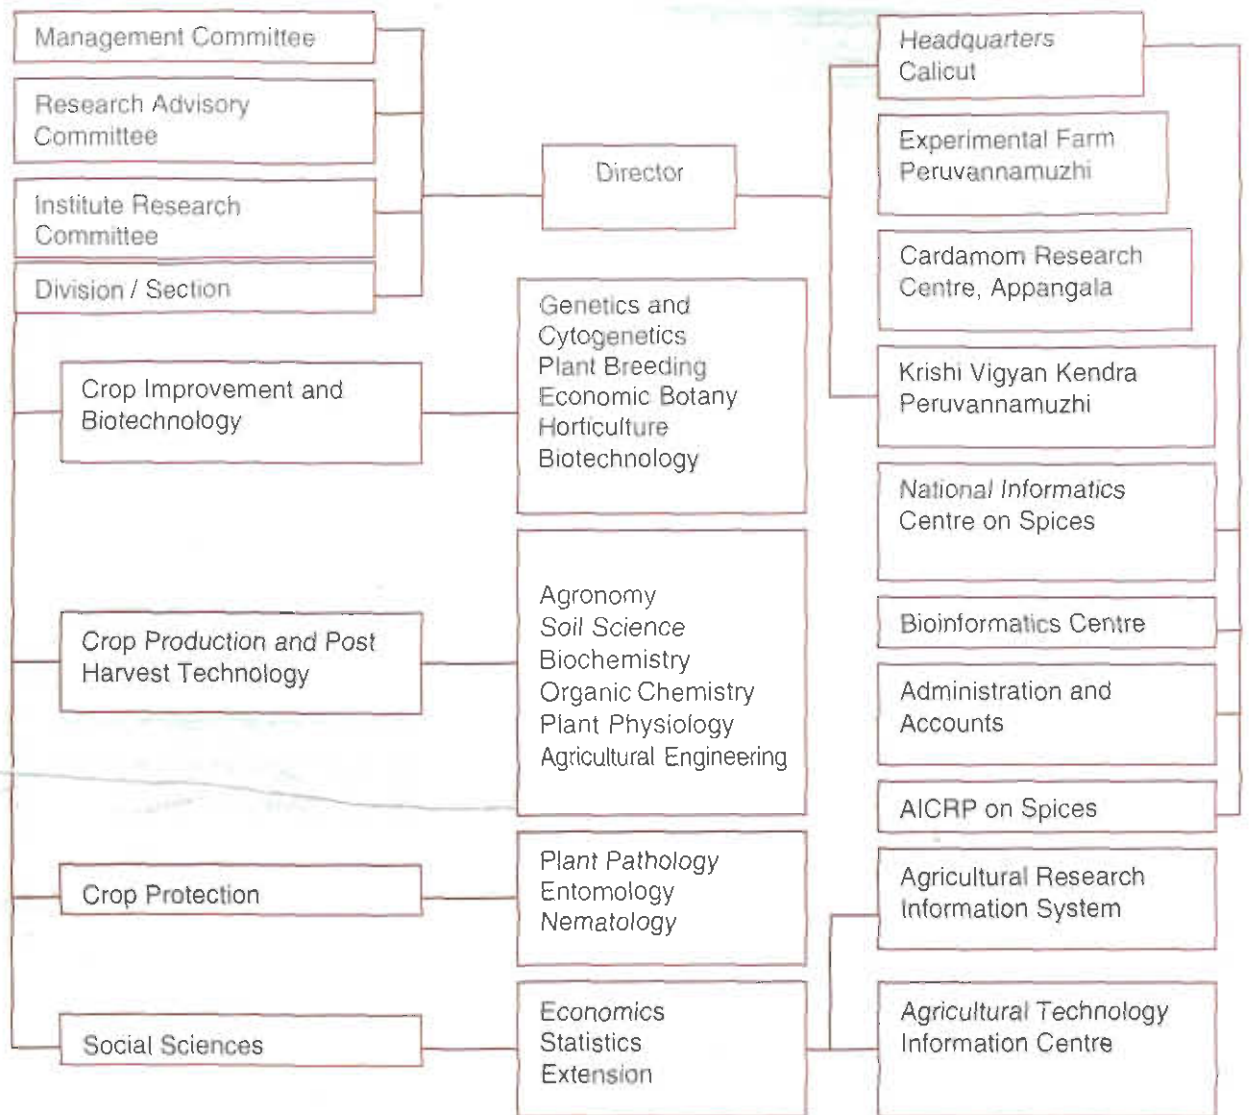 Management Committee
Research Advisory
Committee
Institute Research
Committee
Division / Section
Crop Improvement and
Biotechnology
Crop Production and Post
Harvest Technology
Crop Protection
Social Sciences
Director
Genetics and
Cytogenetics
Plant Breeding
Economic Botany
Horticulture
Biotechnology
Agronomy
Soil Science
Biochemistry
Organic Chemistry
Plant Physiology
Agricultural Engineering
Plant Pathology
Entomology
Nematology
Economics
Statistics
Extension
Headquarters
Calicut
Experimental Farm
Peruvannamuzhi
Cardamom Research
Centre, Appangala
Krishi Vigyan Kendra
Peruvannamuzhi
National Informatics
Centre on Spices
Bioinformatics Centre
Administration and
Accounts
AICRP on Spices
Agricultural Research
Information System
Agricultural Technology
Information Centre